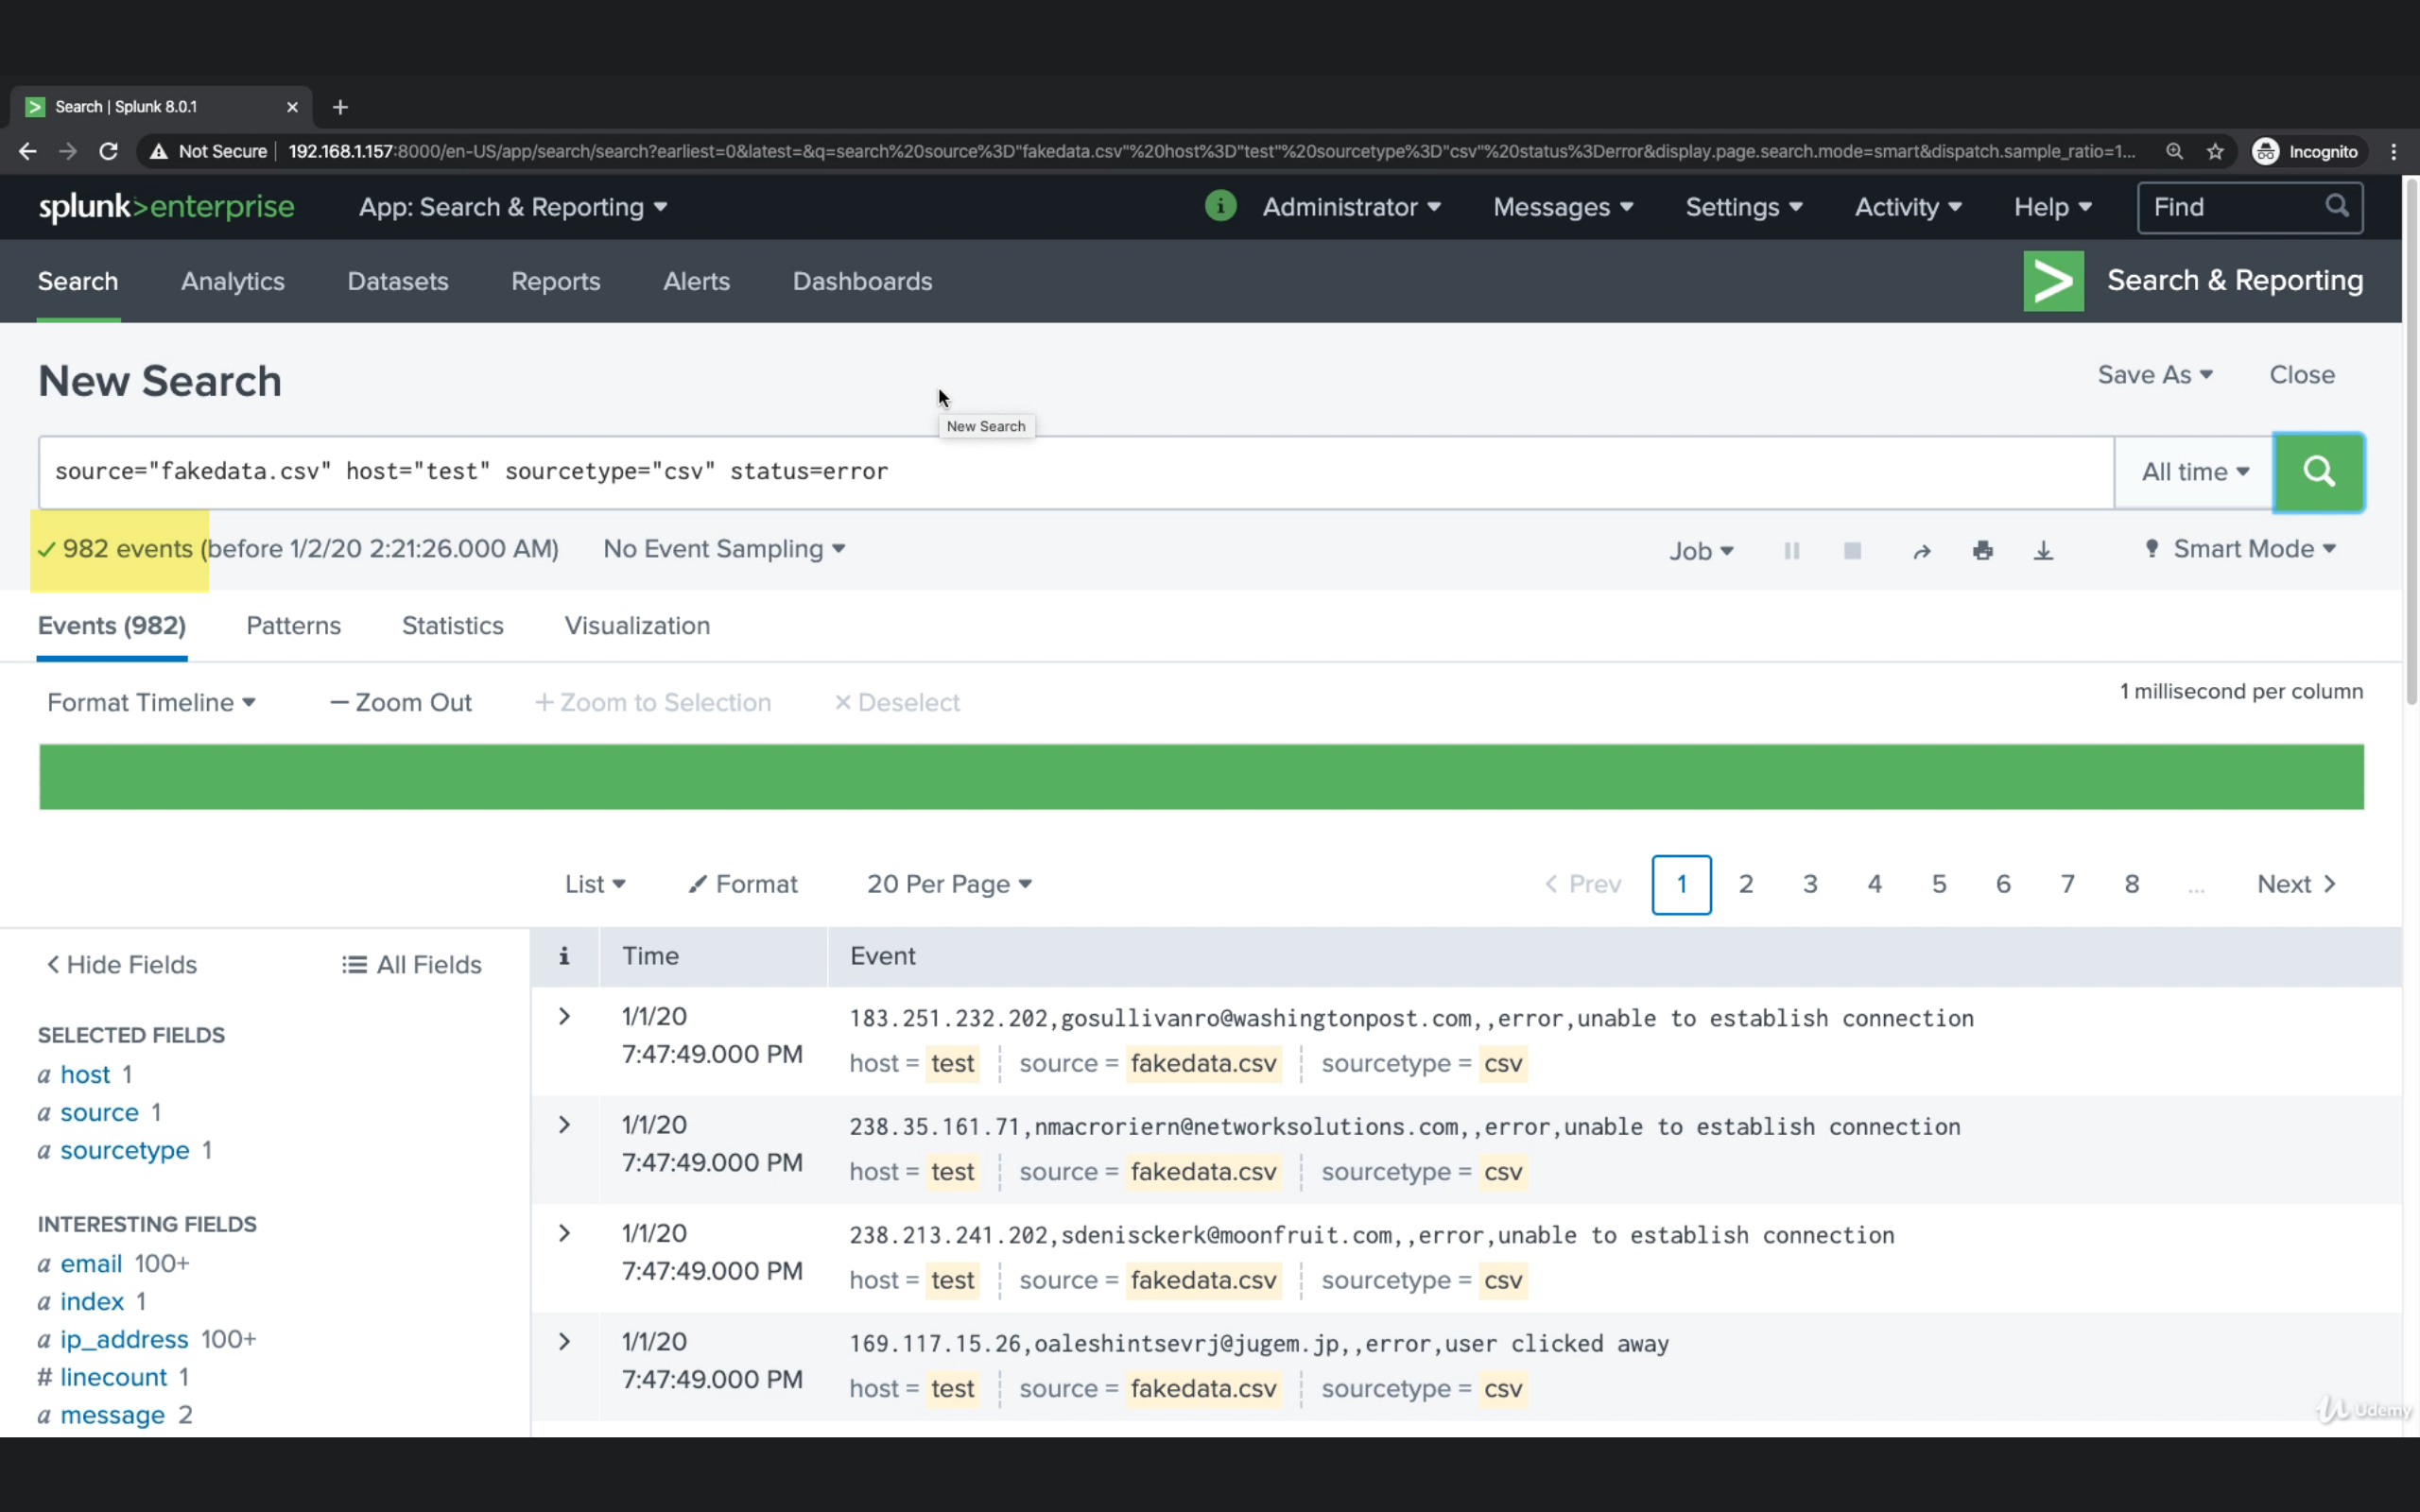 Search | Splunk 8.0.1
Not Secure 192.168.1.157:8000/en-US/app/search/search?earliest=0&latest=&q=search%20source%3D"fakedata.csv"%20host%3D"test"%20sourcetype%3D"csv"%20status%3Derror&display.page.search.mode=smart&dispatch.sample_ratio=1... Incognito
splunk>enterprise App: Search & Reporting i Administrator Messages Settings Activity Help Find
Search Analytics Datasets Reports Alerts Dashboards > Search & Reporting
New Search Save As Close
New Search
source="fakedata.csv" host="test" sourcetype="csv" status=error All time
982 events (before 1/2/20 2:21:26.000 AM) No Event Sampling Job Smart Mode
Events (982) Patterns Statistics Visualization
Format Timeline — Zoom Out + Zoom to Selection × Deselect 1 millisecond per column
List Format 20 Per Page < Prev 1 2 3 4 5 6 7 8 ... Next >
< Hide Fields All Fields i Time Event
SELECTED FIELDS
a host 1
a source 1
a sourcetype 1
INTERESTING FIELDS
a email 100+
a index 1
a ip_address 100+
# linecount 1
a message 2
> 1/1/20 183.251.232.202,gosullivanro@washingtonpost.com,,error,unable to establish connection
7:47:49.000 PM host = test source = fakedata.csv sourcetype = csv
> 1/1/20 238.35.161.71,nmacroriern@networksolutions.com,,error,unable to establish connection
7:47:49.000 PM host = test source = fakedata.csv sourcetype = csv
> 1/1/20 238.213.241.202,sdenisckerk@moonfruit.com,,error,unable to establish connection
7:47:49.000 PM host = test source = fakedata.csv sourcetype = csv
> 1/1/20 169.117.15.26,oaleshintsevrj@jugem.jp,,error,user clicked away
7:47:49.000 PM host = test source = fakedata.csv sourcetype = csv
Udemy